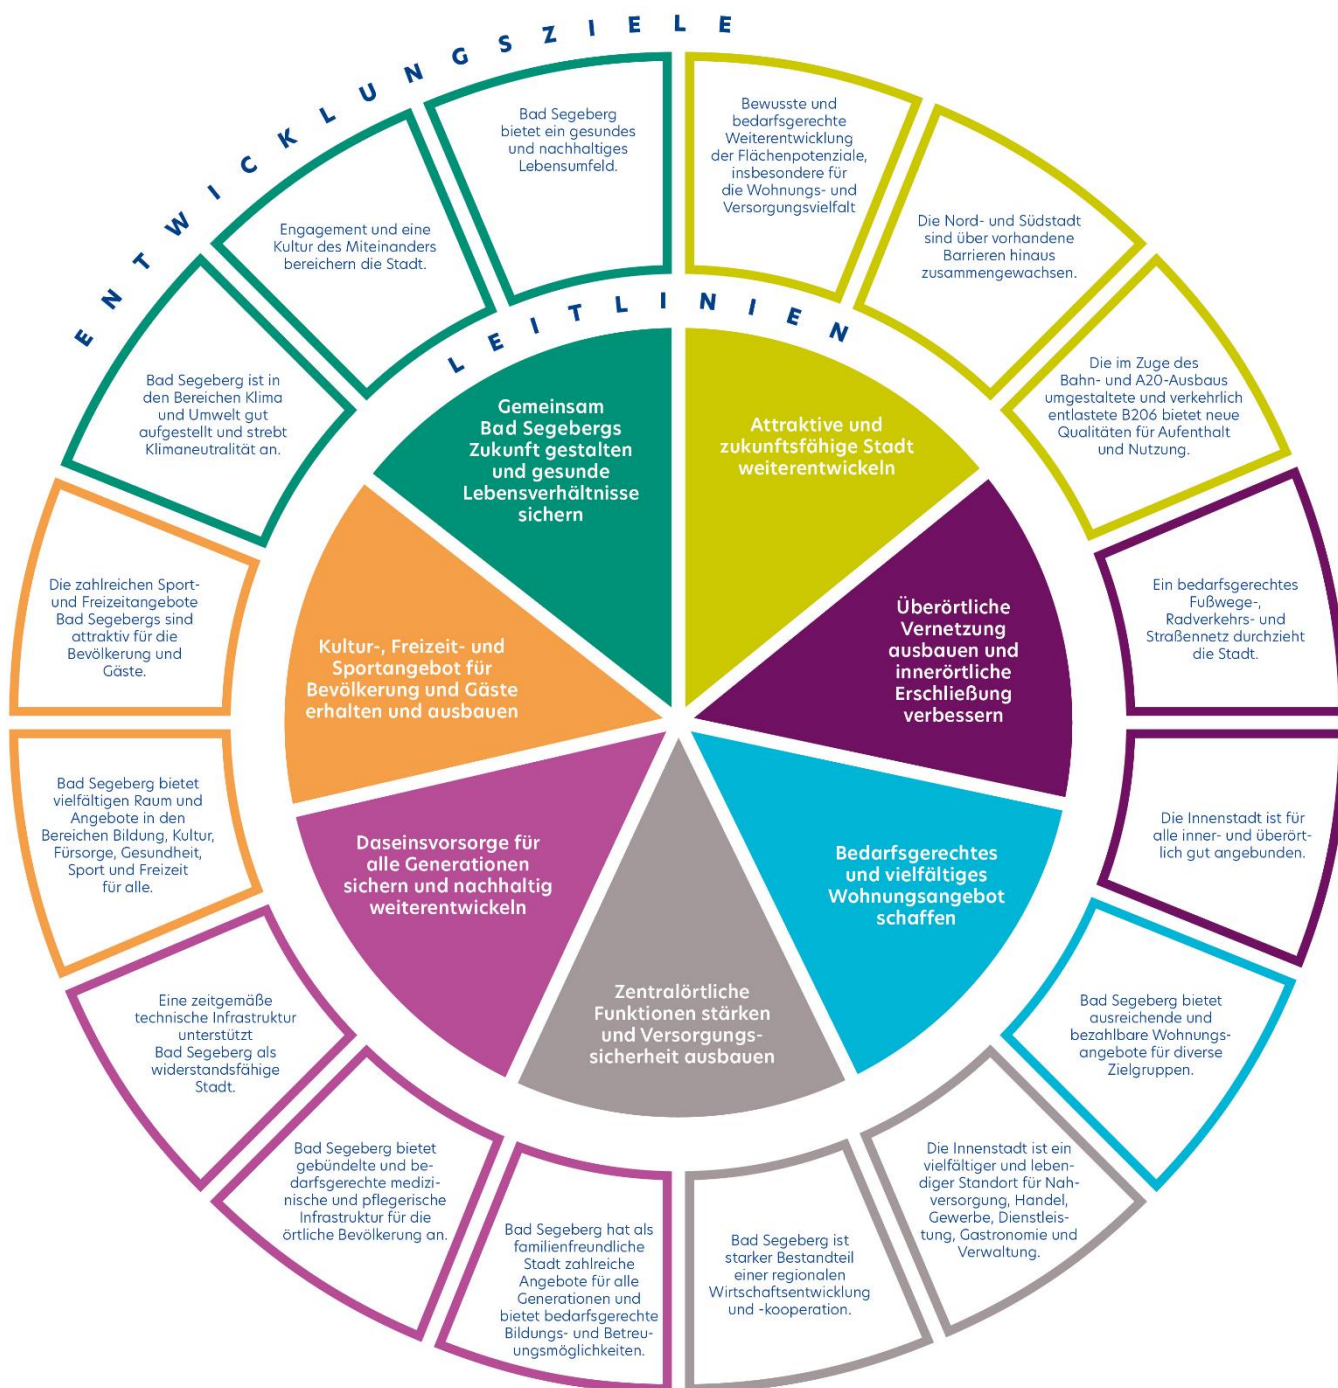 ENTWICKLUNGSZIELE
Bad Segeberg
bietet ein gesundes
und nachhaltiges
Lebensumfeld.
Bewusste und
bedarfsgerechte
Weiterentwicklung
der Flächenpotenziale,
insbesondere für
die Wohnungs- und
Versorgungsvielfalt
Die Nord- und Südstadt
sind über vorhandene
Barrieren hinaus
zusammengewachsen.
Die im Zuge des
Bahn- und A20-Ausbaus
umgestaltete und verkehrlich
entlastete B206 bietet neue
Qualitäten für Aufenthalt
und Nutzung.
Ein bedarfsgerechtes
Fußwege-,
Radverkehrs- und
Straßennetz durchzieht
die Stadt.
Die Innenstadt ist für
alle inner- und überört-
lich gut angebunden.
Bad Segeberg bietet
ausreichende und
bezahlbare Wohnungs-
angebote für diverse
Zielgruppen.
Die Innenstadt ist ein
vielfältiger und leben-
diger Standort für Nah-
versorgung, Handel,
Gewerbe, Dienstleis-
tung, Gastronomie und
Verwaltung.
Bad Segeberg ist
starker Bestandteil
einer regionalen
Wirtschaftsentwicklung
und -kooperation.
Bad Segeberg hat als
familienfreundliche
Stadt zahlreiche
Angebote für alle
Generationen und
bietet bedarfsgerechte
Bildungs- und Betreu-
ungsmöglichkeiten.
Bad Segeberg bietet
gebündelte und be-
darfsgerechte medizi-
nische und pflegerische
Infrastruktur für die
örtliche Bevölkerung an.
Eine zeitgemäße
technische Infrastruktur
unterstützt
Bad Segeberg als
widerstandsfähige
Stadt.
Bad Segeberg bietet
vielfältigen Raum und
Angebote in den
Bereichen Bildung, Kultur,
Fürsorge, Gesundheit,
Sport und Freizeit
für alle.
Die zahlreichen Sport-
und Freizeitangebote
Bad Segebergs sind
attraktiv für die
Bevölkerung und
Gäste.
Bad Segeberg ist in
den Bereichen Klima
und Umwelt gut
aufgestellt und strebt
Klimaneutralität an.
Engagement und eine
Kultur des Miteinanders
bereichern die Stadt.
LEITLINIEN
Gemeinsam
Bad Segebergs
Zukunft gestalten
und gesunde
Lebensverhältnisse
sichern
Attraktive und
zukunftsfähige Stadt
weiterentwickeln
Überörtliche
Vernetzung
ausbauen und
innerörtliche
Erschließung
verbessern
Bedarfsgerechtes
und vielfältiges
Wohnungsangebot
schaffen
Zentralörtliche
Funktionen stärken
und Versorgungs-
sicherheit ausbauen
Daseinsvorsorge für
alle Generationen
sichern und nachhaltig
weiterentwickeln
Kultur-, Freizeit- und
Sportangebot für
Bevölkerung und Gäste
erhalten und ausbauen